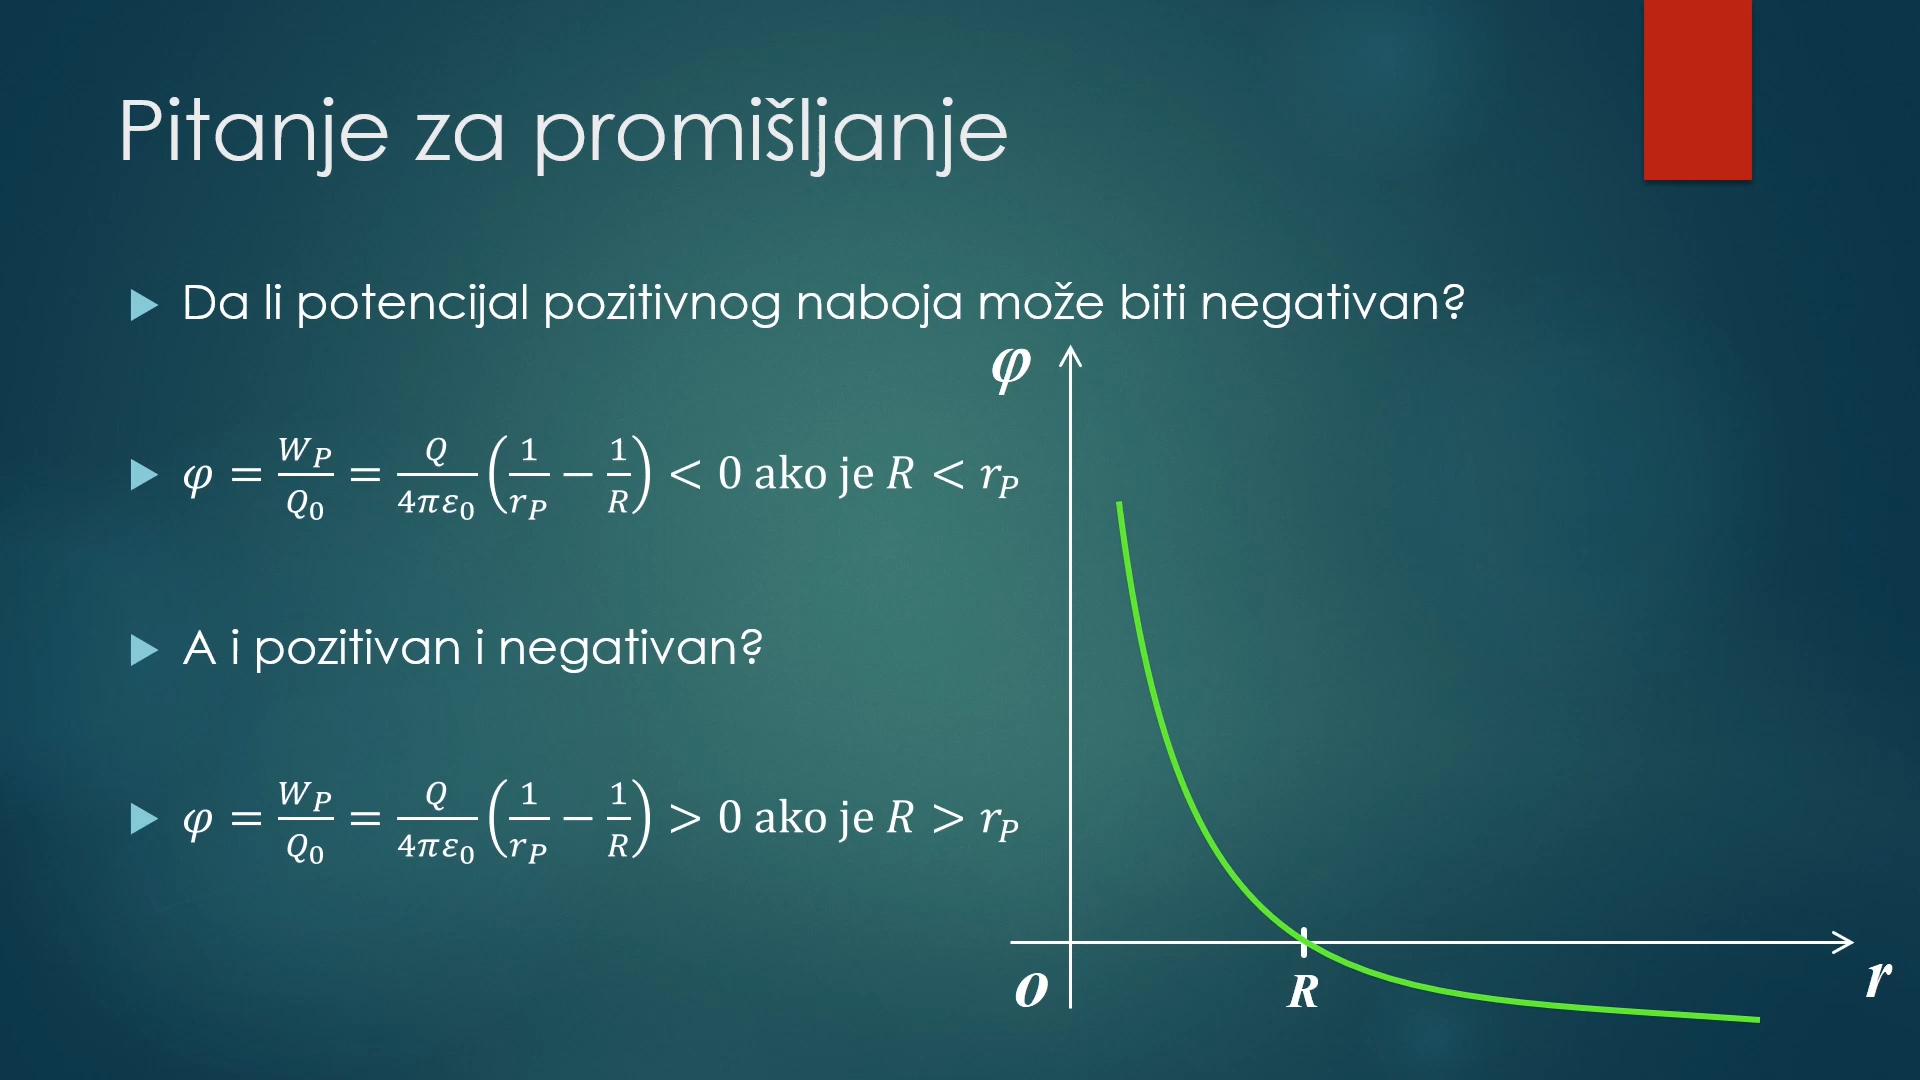 Pitanje za promišljanje
Da li potencijal pozitivnog naboja može biti negativan?
φ = W_P/Q_0 = Q/(4πε_0) (1/r_P − 1/R) < 0 ako je R < r_P
A i pozitivan i negativan?
φ = W_P/Q_0 = Q/(4πε_0) (1/r_P − 1/R) > 0 ako je R > r_P
φ
o
R
r